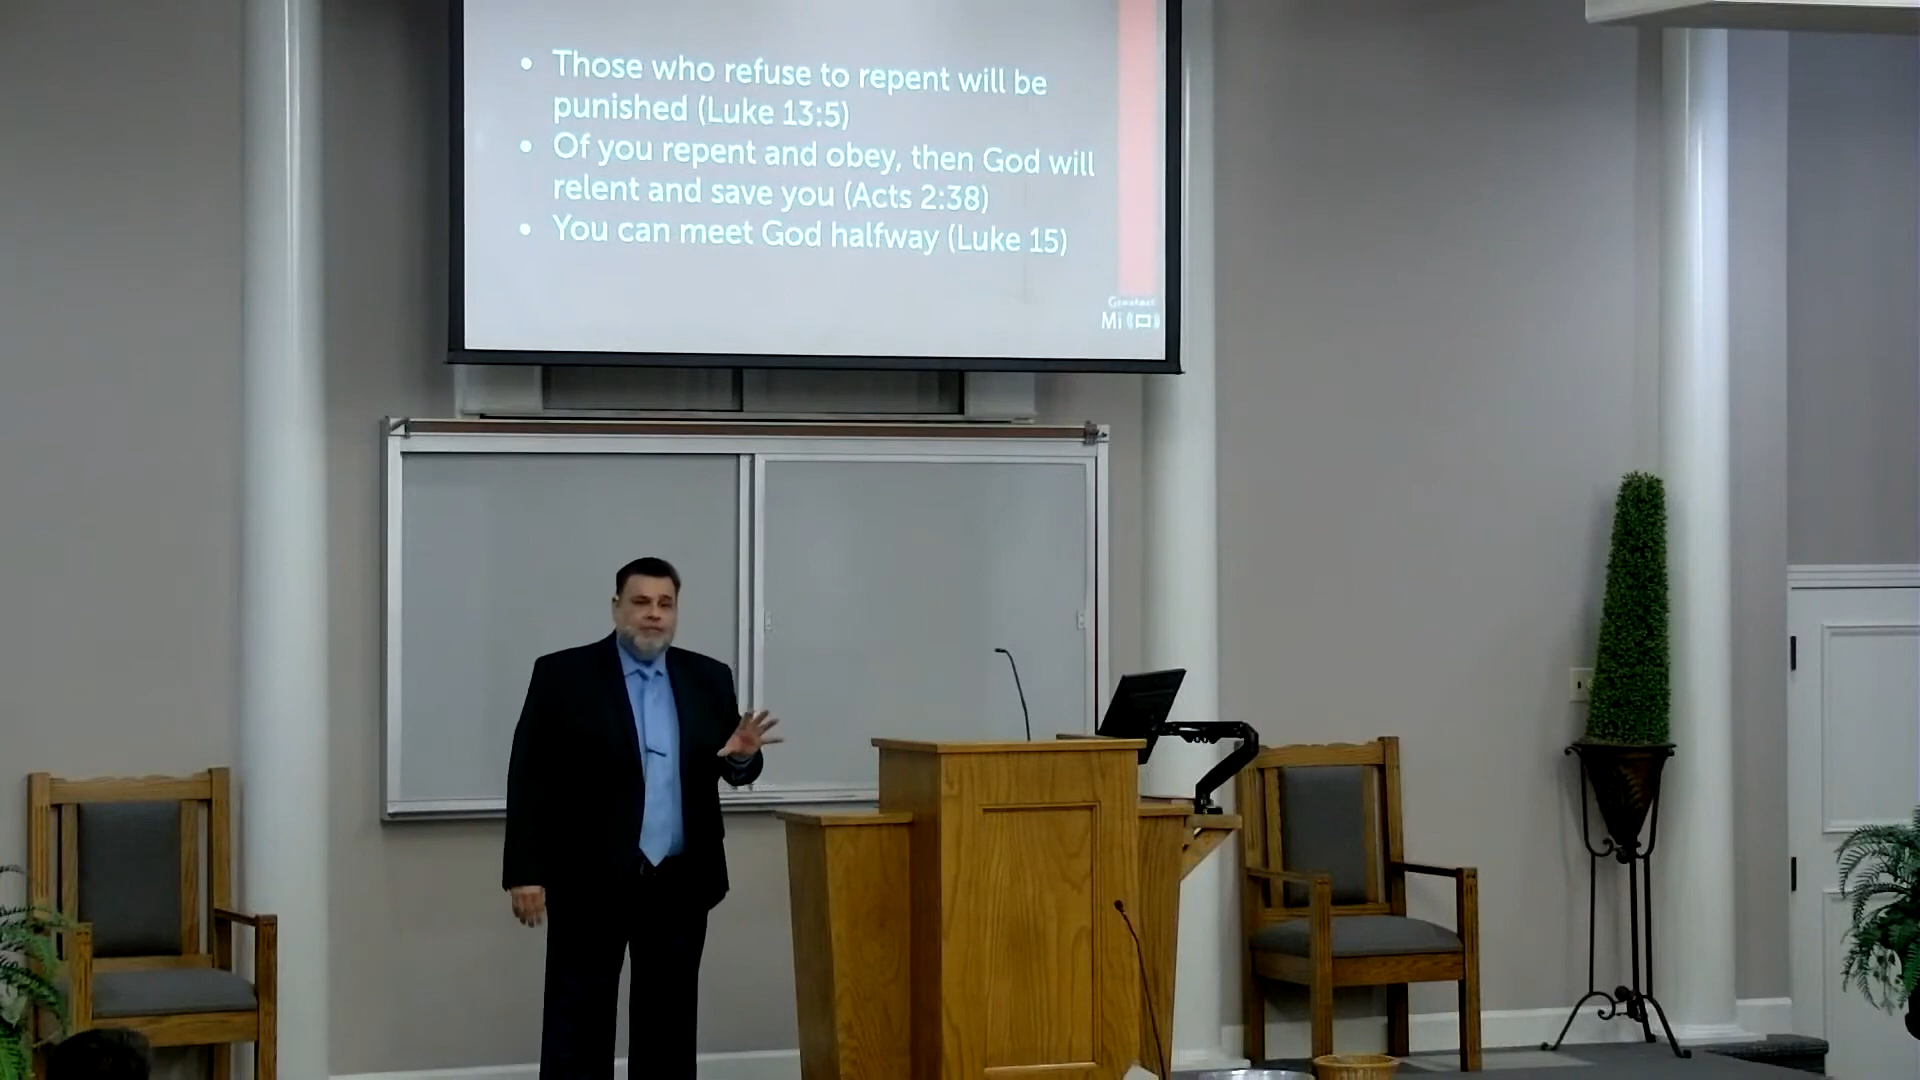 • Those who refuse to repent will be
punished (Luke 13:5)
• Of you repent and obey, then God will
relent and save you (Acts 2:38)
• You can meet God halfway (Luke 15)
Mi